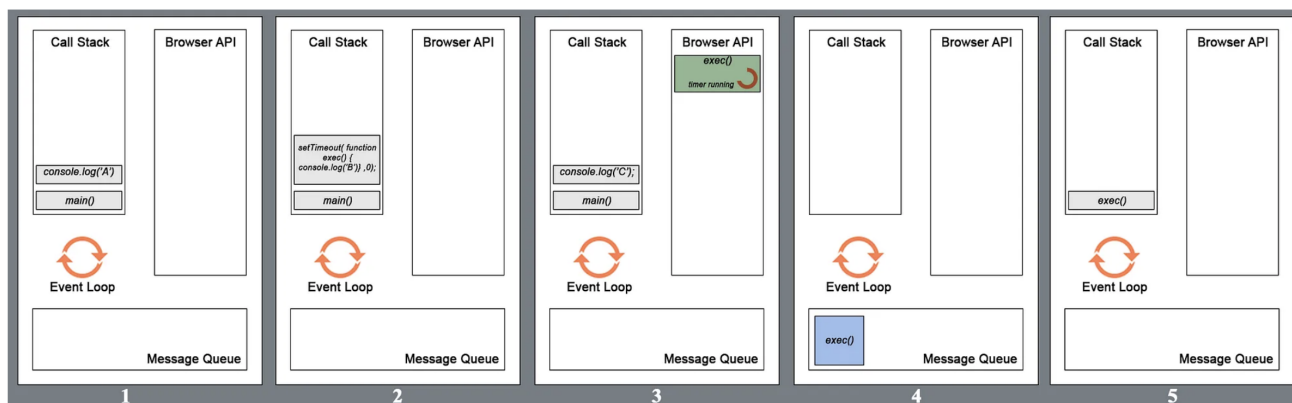 Call Stack
Browser API
console.log('A')
main()
Event Loop
Message Queue
1
Call Stack
Browser API
setTimeout( function
exec() {
console.log('B')} ,0);
main()
Event Loop
Message Queue
2
Call Stack
Browser API
exec()
timer running
console.log('C');
main()
Event Loop
Message Queue
3
Call Stack
Browser API
Event Loop
exec()
Message Queue
4
Call Stack
Browser API
exec()
Event Loop
Message Queue
5